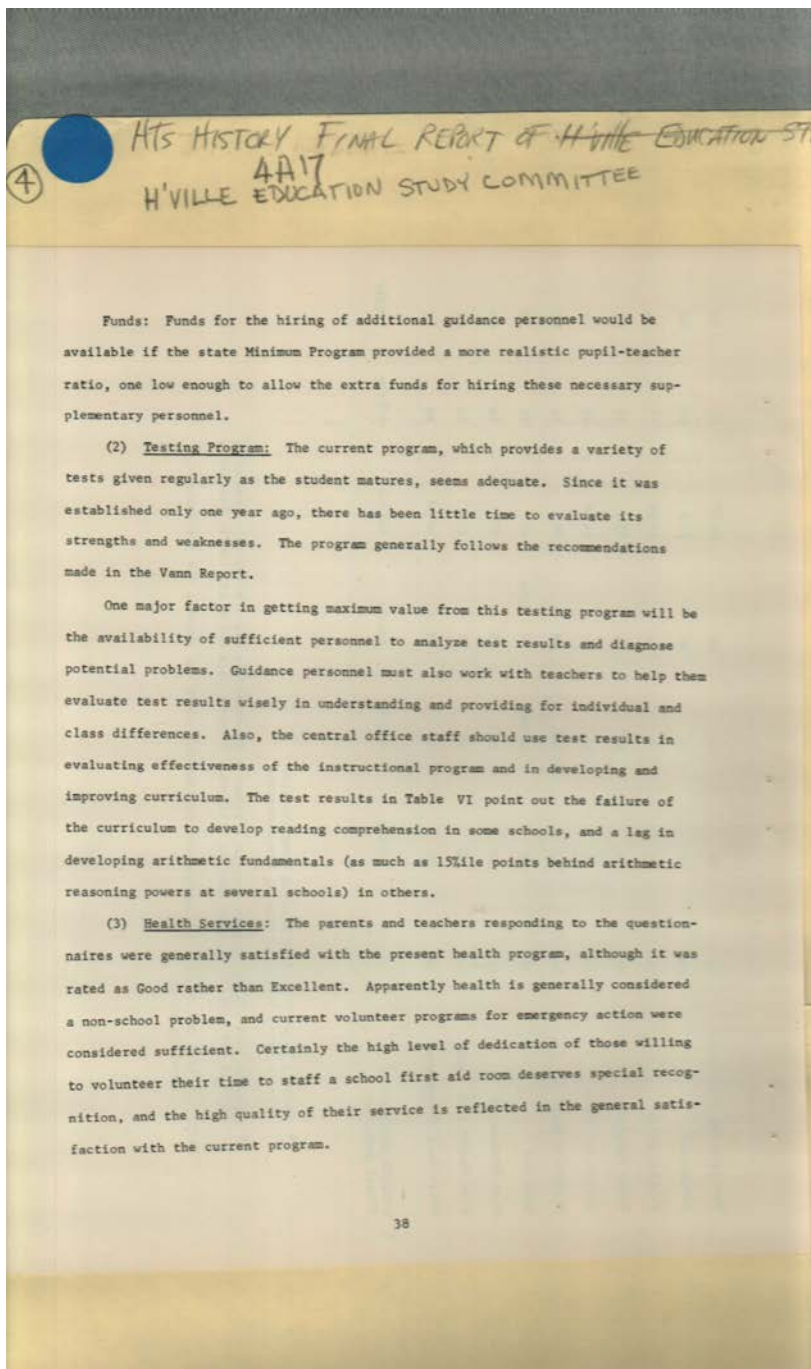 HTS HISTORY FINAL REPORT OF H'VILLE EDUCATION ST
4A17
④
H'VILLE EDUCATION STUDY COMMITTEE
Funds: Funds for the hiring of additional guidance personnel would be
available if the state Minimum Program provided a more realistic pupil-teacher
ratio, one low enough to allow the extra funds for hiring these necessary sup-
plementary personnel.
(2) Testing Program: The current program, which provides a variety of
tests given regularly as the student matures, seems adequate. Since it was
established only one year ago, there has been little time to evaluate its
strengths and weaknesses. The program generally follows the recommendations
made in the Vann Report.
One major factor in getting maximum value from this testing program will be
the availability of sufficient personnel to analyze test results and diagnose
potential problems. Guidance personnel must also work with teachers to help them
evaluate test results wisely in understanding and providing for individual and
class differences. Also, the central office staff should use test results in
evaluating effectiveness of the instructional program and in developing and
improving curriculum. The test results in Table VI point out the failure of
the curriculum to develop reading comprehension in some schools, and a lag in
developing arithmetic fundamentals (as much as 15%ile points behind arithmetic
reasoning powers at several schools) in others.
(3) Health Services: The parents and teachers responding to the question-
naires were generally satisfied with the present health program, although it was
rated as Good rather than Excellent. Apparently health is generally considered
a non-school problem, and current volunteer programs for emergency action were
considered sufficient. Certainly the high level of dedication of those willing
to volunteer their time to staff a school first aid room deserves special recog-
nition, and the high quality of their service is reflected in the general satis-
faction with the current program.
38